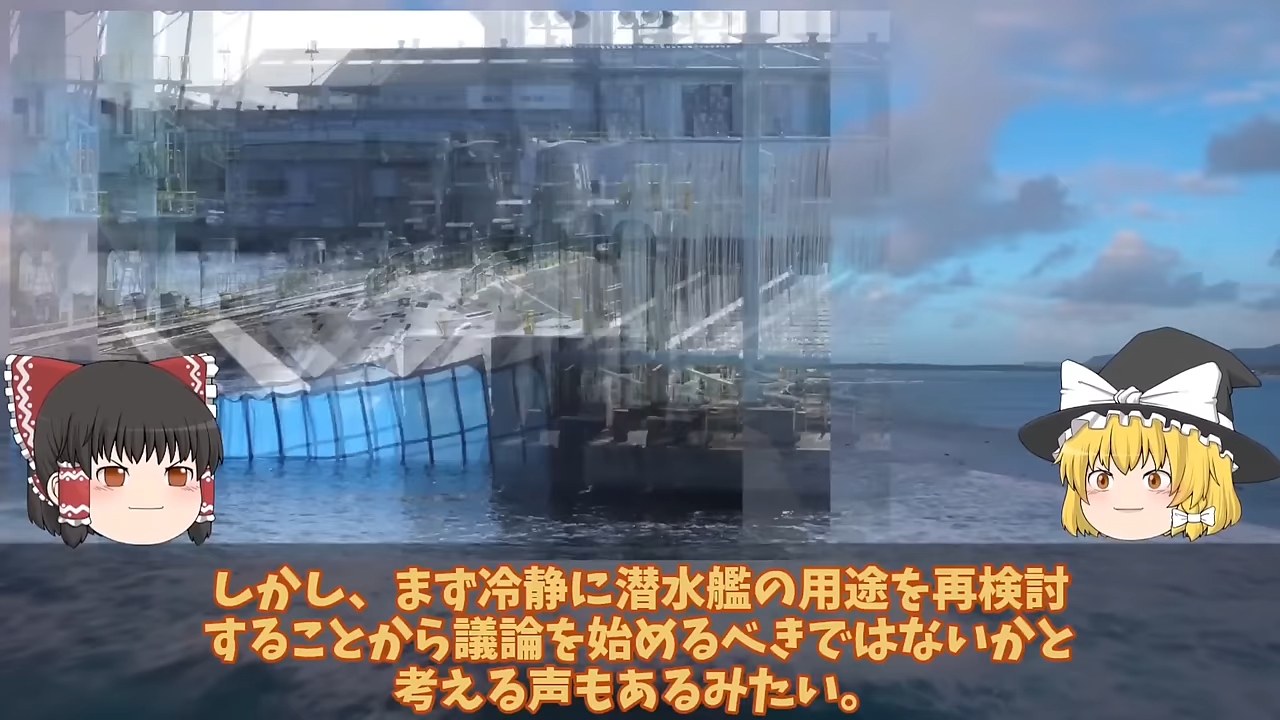 しかし、まず冷静に潜水艦の用途を再検討
することから議論を始めるべきではないかと
考える声もあるみたい。